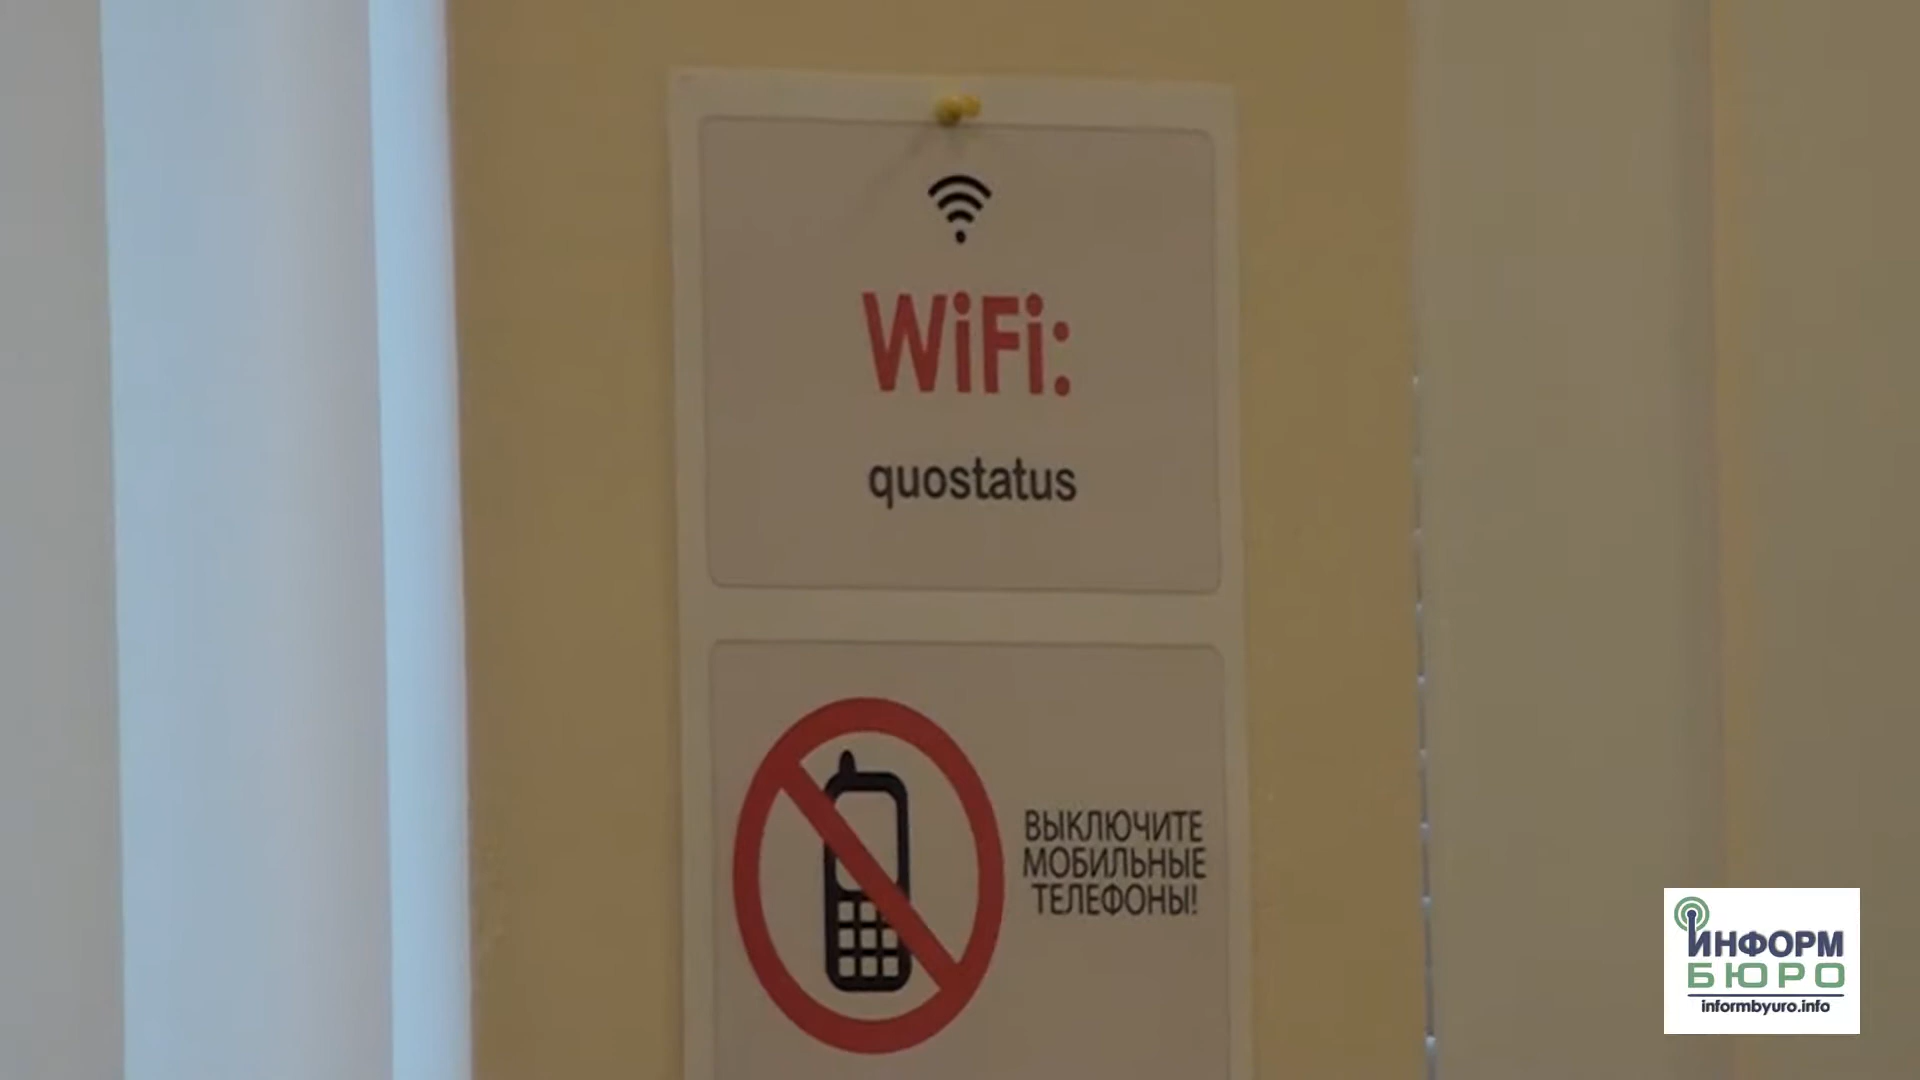 WiFi:
quostatus
ВЫКЛЮЧИТЕ
МОБИЛЬНЫЕ
ТЕЛЕФОНЫ!
ИНФОРМ
БЮРО
informbyuro.info